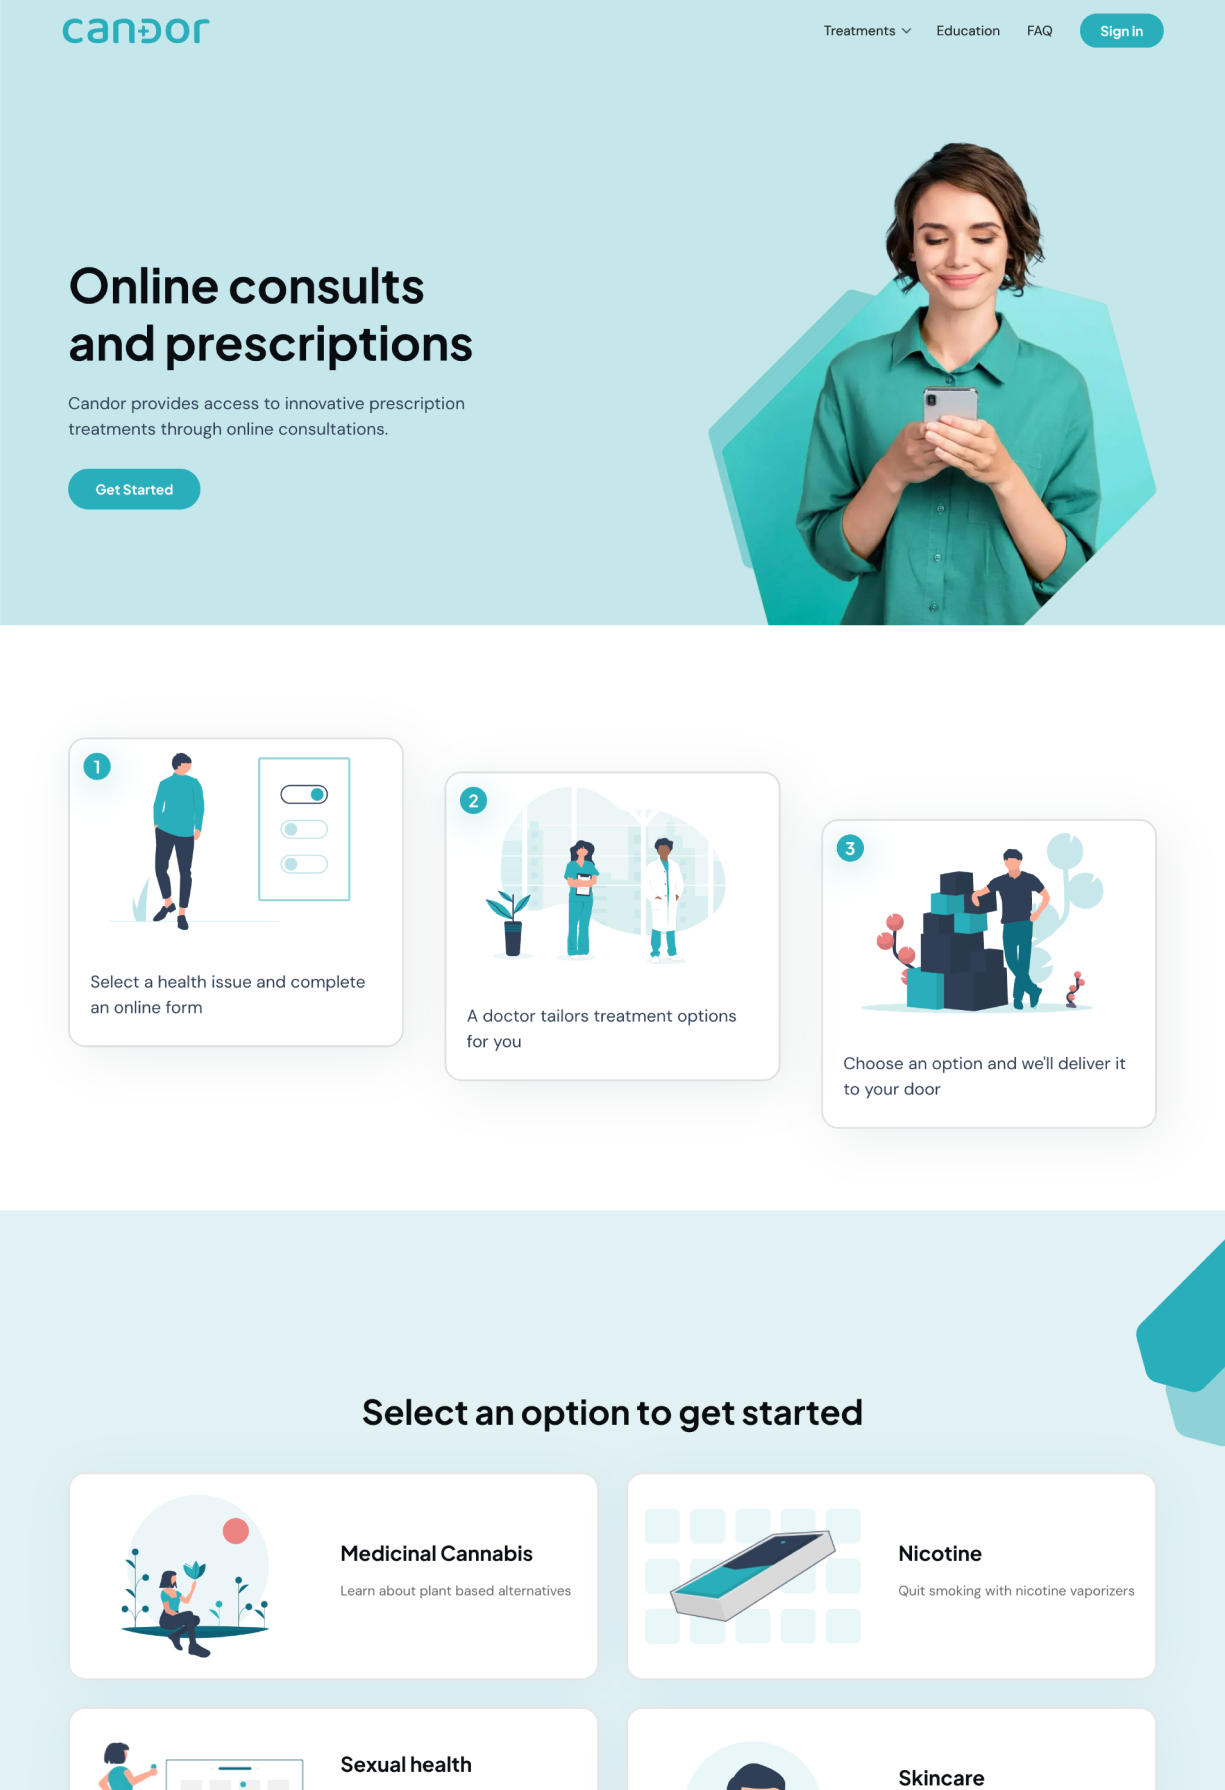 candor
Treatments
Education
FAQ
Sign in
Online consults
and prescriptions
Candor provides access to innovative prescription
treatments through online consultations.
Get Started
1
Select a health issue and complete
an online form
2
A doctor tailors treatment options
for you
3
Choose an option and we'll deliver it
to your door
Select an option to get started
Medicinal Cannabis
Learn about plant based alternatives
Nicotine
Quit smoking with nicotine vaporizers
Sexual health
Skincare